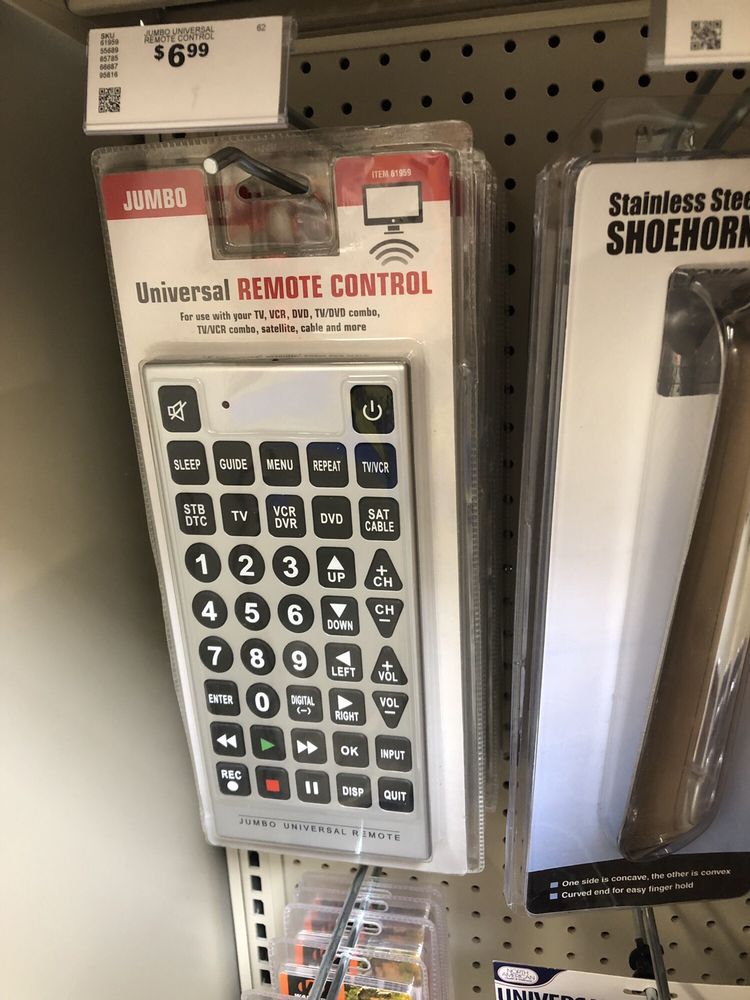 SKU
61959
55689
85785
66687
95816
JUMBO UNIVERSAL
REMOTE CONTROL
62
$6.99
JUMBO
ITEM 61959
Universal REMOTE CONTROL
For use with your TV, VCR, DVD, TV/DVD combo,
TV/VCR combo, satellite, cable and more
SLEEP GUIDE MENU REPEAT TV/VCR
STB DTC TV VCR DVR DVD SAT CABLE
1 2 3 UP + CH
4 5 6 DOWN CH −
7 8 9 LEFT + VOL
ENTER 0 DIGITAL (-) RIGHT VOL −
OK INPUT
REC DISP QUIT
JUMBO UNIVERSAL REMOTE
Stainless
SHOEHORN
One side is concave, the other is convex
Curved end for easy finger hold
NORTH
AMERICAN